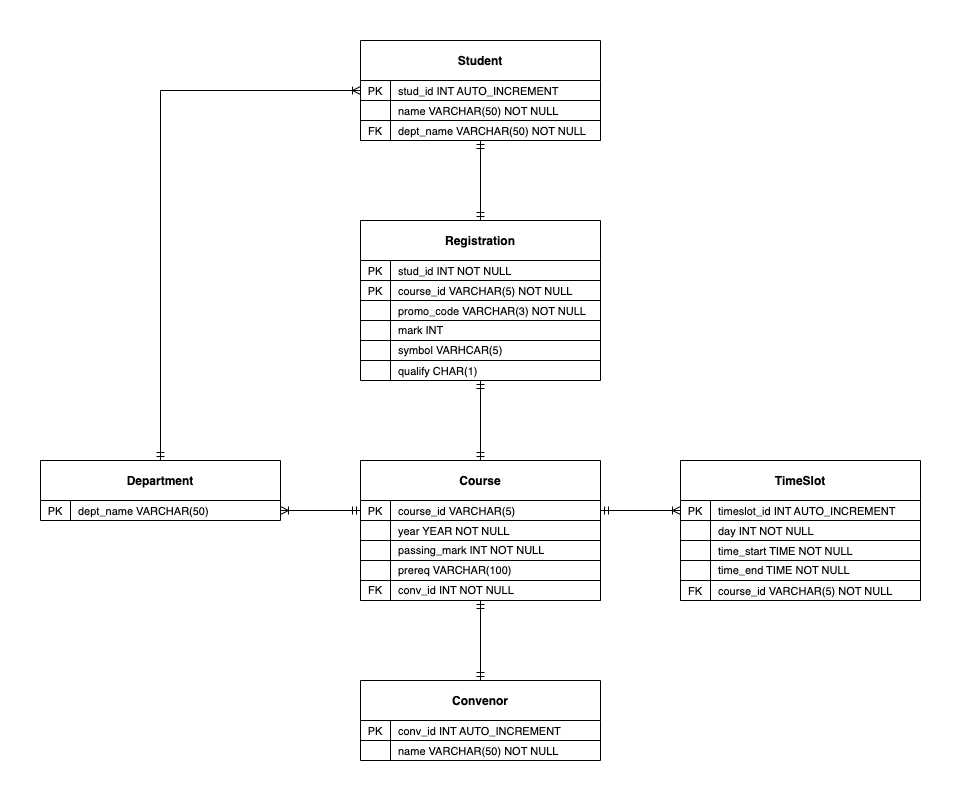 Student
PK stud_id INT AUTO_INCREMENT
name VARCHAR(50) NOT NULL
FK dept_name VARCHAR(50) NOT NULL
Registration
PK stud_id INT NOT NULL
PK course_id VARCHAR(5) NOT NULL
promo_code VARCHAR(3) NOT NULL
mark INT
symbol VARHCAR(5)
qualify CHAR(1)
Department
PK dept_name VARCHAR(50)
Course
PK course_id VARCHAR(5)
year YEAR NOT NULL
passing_mark INT NOT NULL
prereq VARCHAR(100)
FK conv_id INT NOT NULL
TimeSlot
PK timeslot_id INT AUTO_INCREMENT
day INT NOT NULL
time_start TIME NOT NULL
time_end TIME NOT NULL
FK course_id VARCHAR(5) NOT NULL
Convenor
PK conv_id INT AUTO_INCREMENT
name VARCHAR(50) NOT NULL